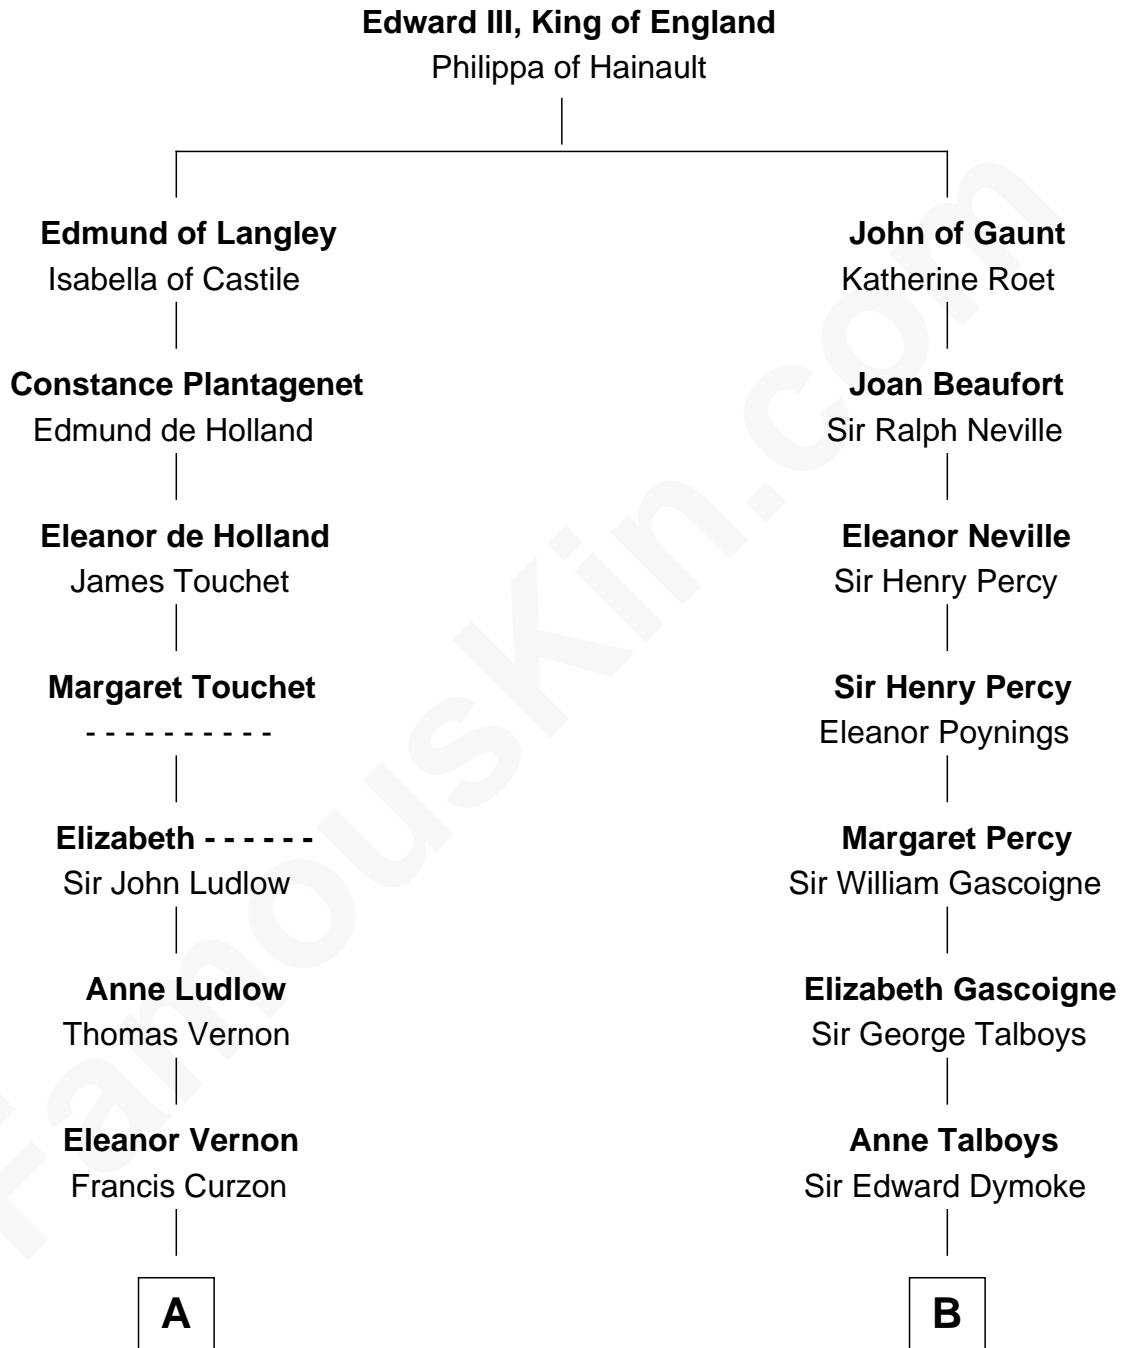 Edward III, King of England
Philippa of Hainault
Edmund of Langley
Isabella of Castile
John of Gaunt
Katherine Roet
Constance Plantagenet
Edmund de Holland
Joan Beaufort
Sir Ralph Neville
Eleanor de Holland
James Touchet
Eleanor Neville
Sir Henry Percy
Margaret Touchet
- - - - - - - - - -
Sir Henry Percy
Eleanor Poynings
Elizabeth - - - - - -
Sir John Ludlow
Margaret Percy
Sir William Gascoigne
Anne Ludlow
Thomas Vernon
Elizabeth Gascoigne
Sir George Talboys
Eleanor Vernon
Francis Curzon
Anne Talboys
Sir Edward Dymoke
A
B
FamousKin.com